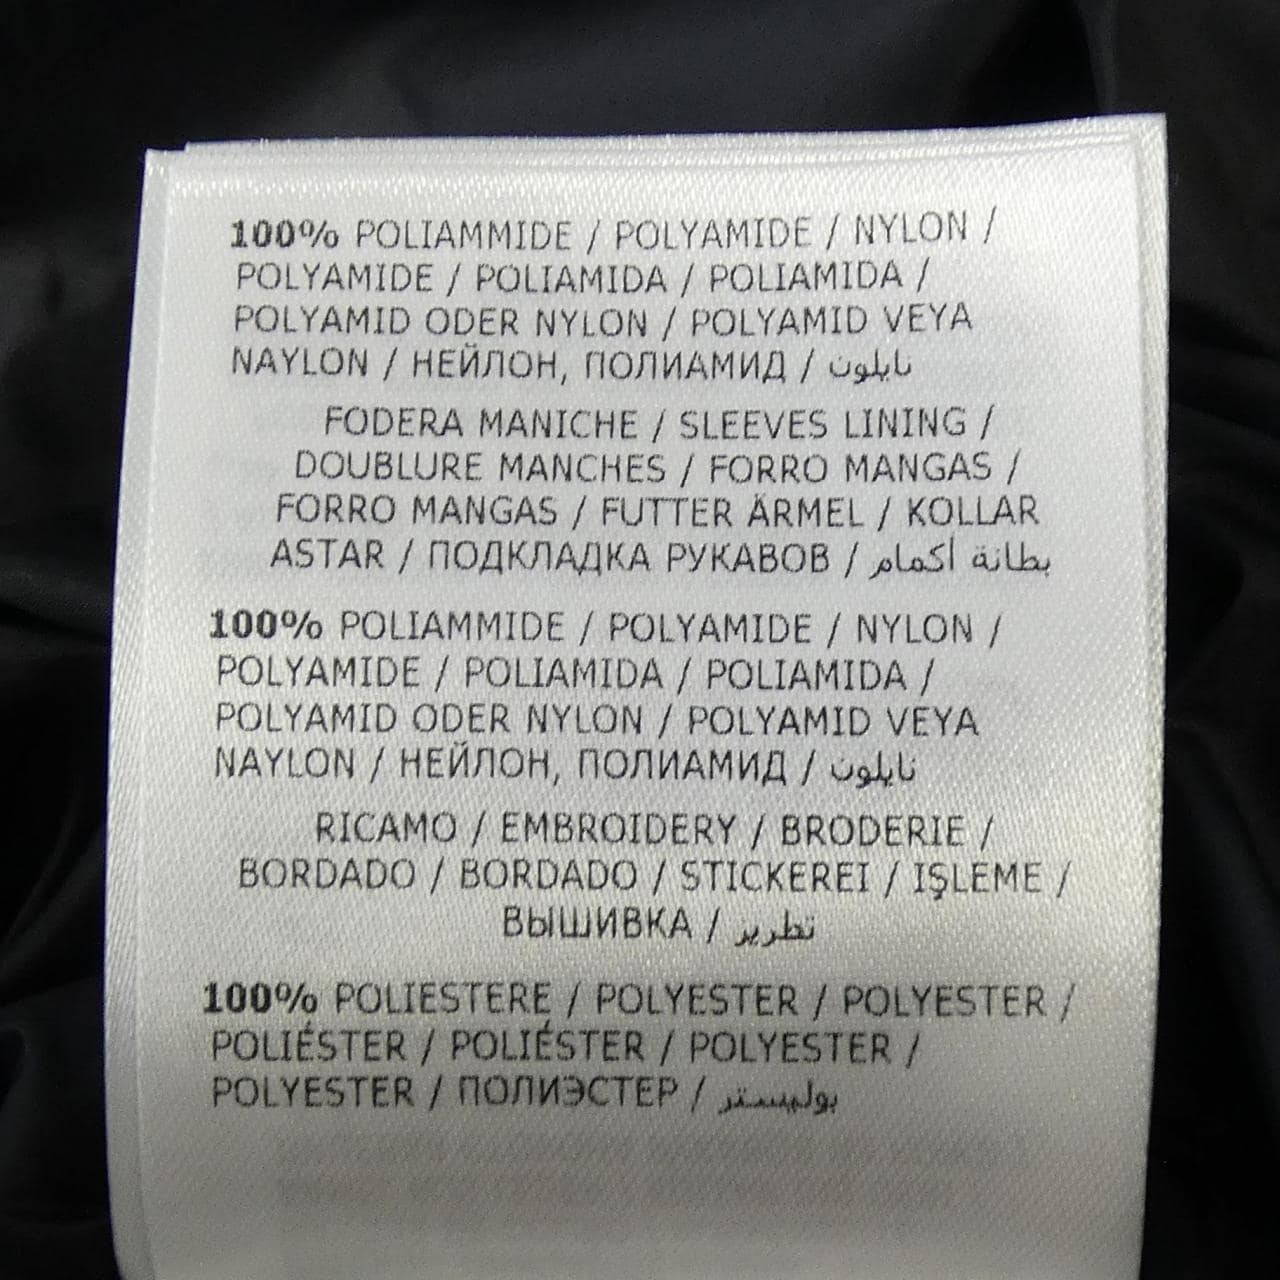 100% POLIAMMIDE / POLYAMIDE / NYLON /
POLYAMIDE / POLIAMIDA / POLIAMIDA /
POLYAMID ODER NYLON / POLYAMID VEYA
NAYLON / НЕЙЛОН, ПОЛИАМИД / نايلون
FODERA MANICHE / SLEEVES LINING /
DOUBLURE MANCHES / FORRO MANGAS /
FORRO MANGAS / FUTTER ÄRMEL / KOLLAR
ASTAR / ПОДКЛАДКА РУКАВОВ / بطانة أكمام
100% POLIAMMIDE / POLYAMIDE / NYLON /
POLYAMIDE / POLIAMIDA / POLIAMIDA /
POLYAMID ODER NYLON / POLYAMID VEYA
NAYLON / НЕЙЛОН, ПОЛИАМИД / نايلون
RICAMO / EMBROIDERY / BRODERIE /
BORDADO / BORDADO / STICKEREI / IŞLEME /
ВЫШИВКА / تطريز
100% POLIESTERE / POLYESTER / POLYESTER /
POLIÉSTER / POLIÉSTER / POLYESTER /
POLYESTER / ПОЛИЭСТЕР / بوليستر